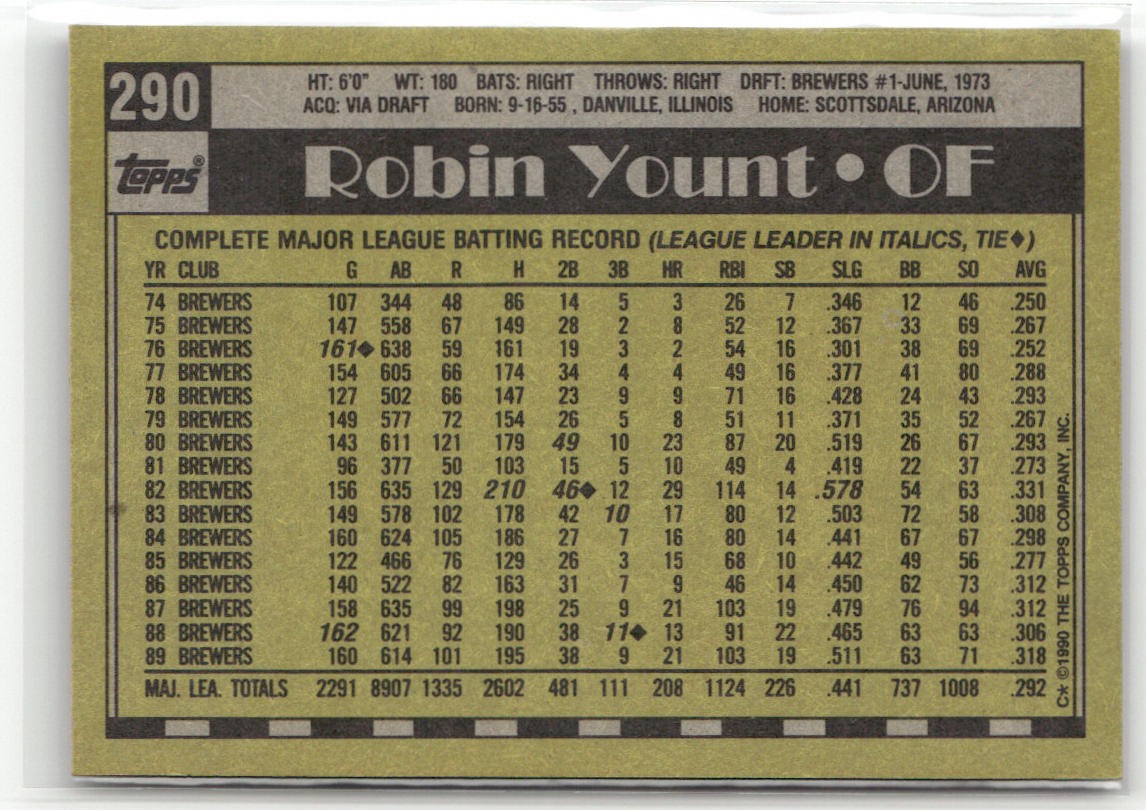 290
HT: 6'0" WT: 180 BATS: RIGHT THROWS: RIGHT DRFT: BREWERS #1-JUNE, 1973
ACQ: VIA DRAFT BORN: 9-16-55 , DANVILLE, ILLINOIS HOME: SCOTTSDALE, ARIZONA
TOPPS®
Robin Yount • OF
COMPLETE MAJOR LEAGUE BATTING RECORD (LEAGUE LEADER IN ITALICS, TIE♦)
YR CLUB G AB R H 2B 3B HR RBI SB SLG BB SO AVG
74 BREWERS 107 344 48 86 14 5 3 26 7 .346 12 46 .250
75 BREWERS 147 558 67 149 28 2 8 52 12 .367 33 69 .267
76 BREWERS 161♦ 638 59 161 19 3 2 54 16 .301 38 69 .252
77 BREWERS 154 605 66 174 34 4 4 49 16 .377 41 80 .288
78 BREWERS 127 502 66 147 23 9 9 71 16 .428 24 43 .293
79 BREWERS 149 577 72 154 26 5 8 51 11 .371 35 52 .267
80 BREWERS 143 611 121 179 49 10 23 87 20 .519 26 67 .293
81 BREWERS 96 377 50 103 15 5 10 49 4 .419 22 37 .273
82 BREWERS 156 635 129 210 46♦ 12 29 114 14 .578 54 63 .331
83 BREWERS 149 578 102 178 42 10 17 80 12 .503 72 58 .308
84 BREWERS 160 624 105 186 27 7 16 80 14 .441 67 67 .298
85 BREWERS 122 466 76 129 26 3 15 68 10 .442 49 56 .277
86 BREWERS 140 522 82 163 31 7 9 46 14 .450 62 73 .312
87 BREWERS 158 635 99 198 25 9 21 103 19 .479 76 94 .312
88 BREWERS 162 621 92 190 38 11♦ 13 91 22 .465 63 63 .306
89 BREWERS 160 614 101 195 38 9 21 103 19 .511 63 71 .318
MAJ. LEA. TOTALS 2291 8907 1335 2602 481 111 208 1124 226 .441 737 1008 .292
C* ©1990 THE TOPPS COMPANY, INC.